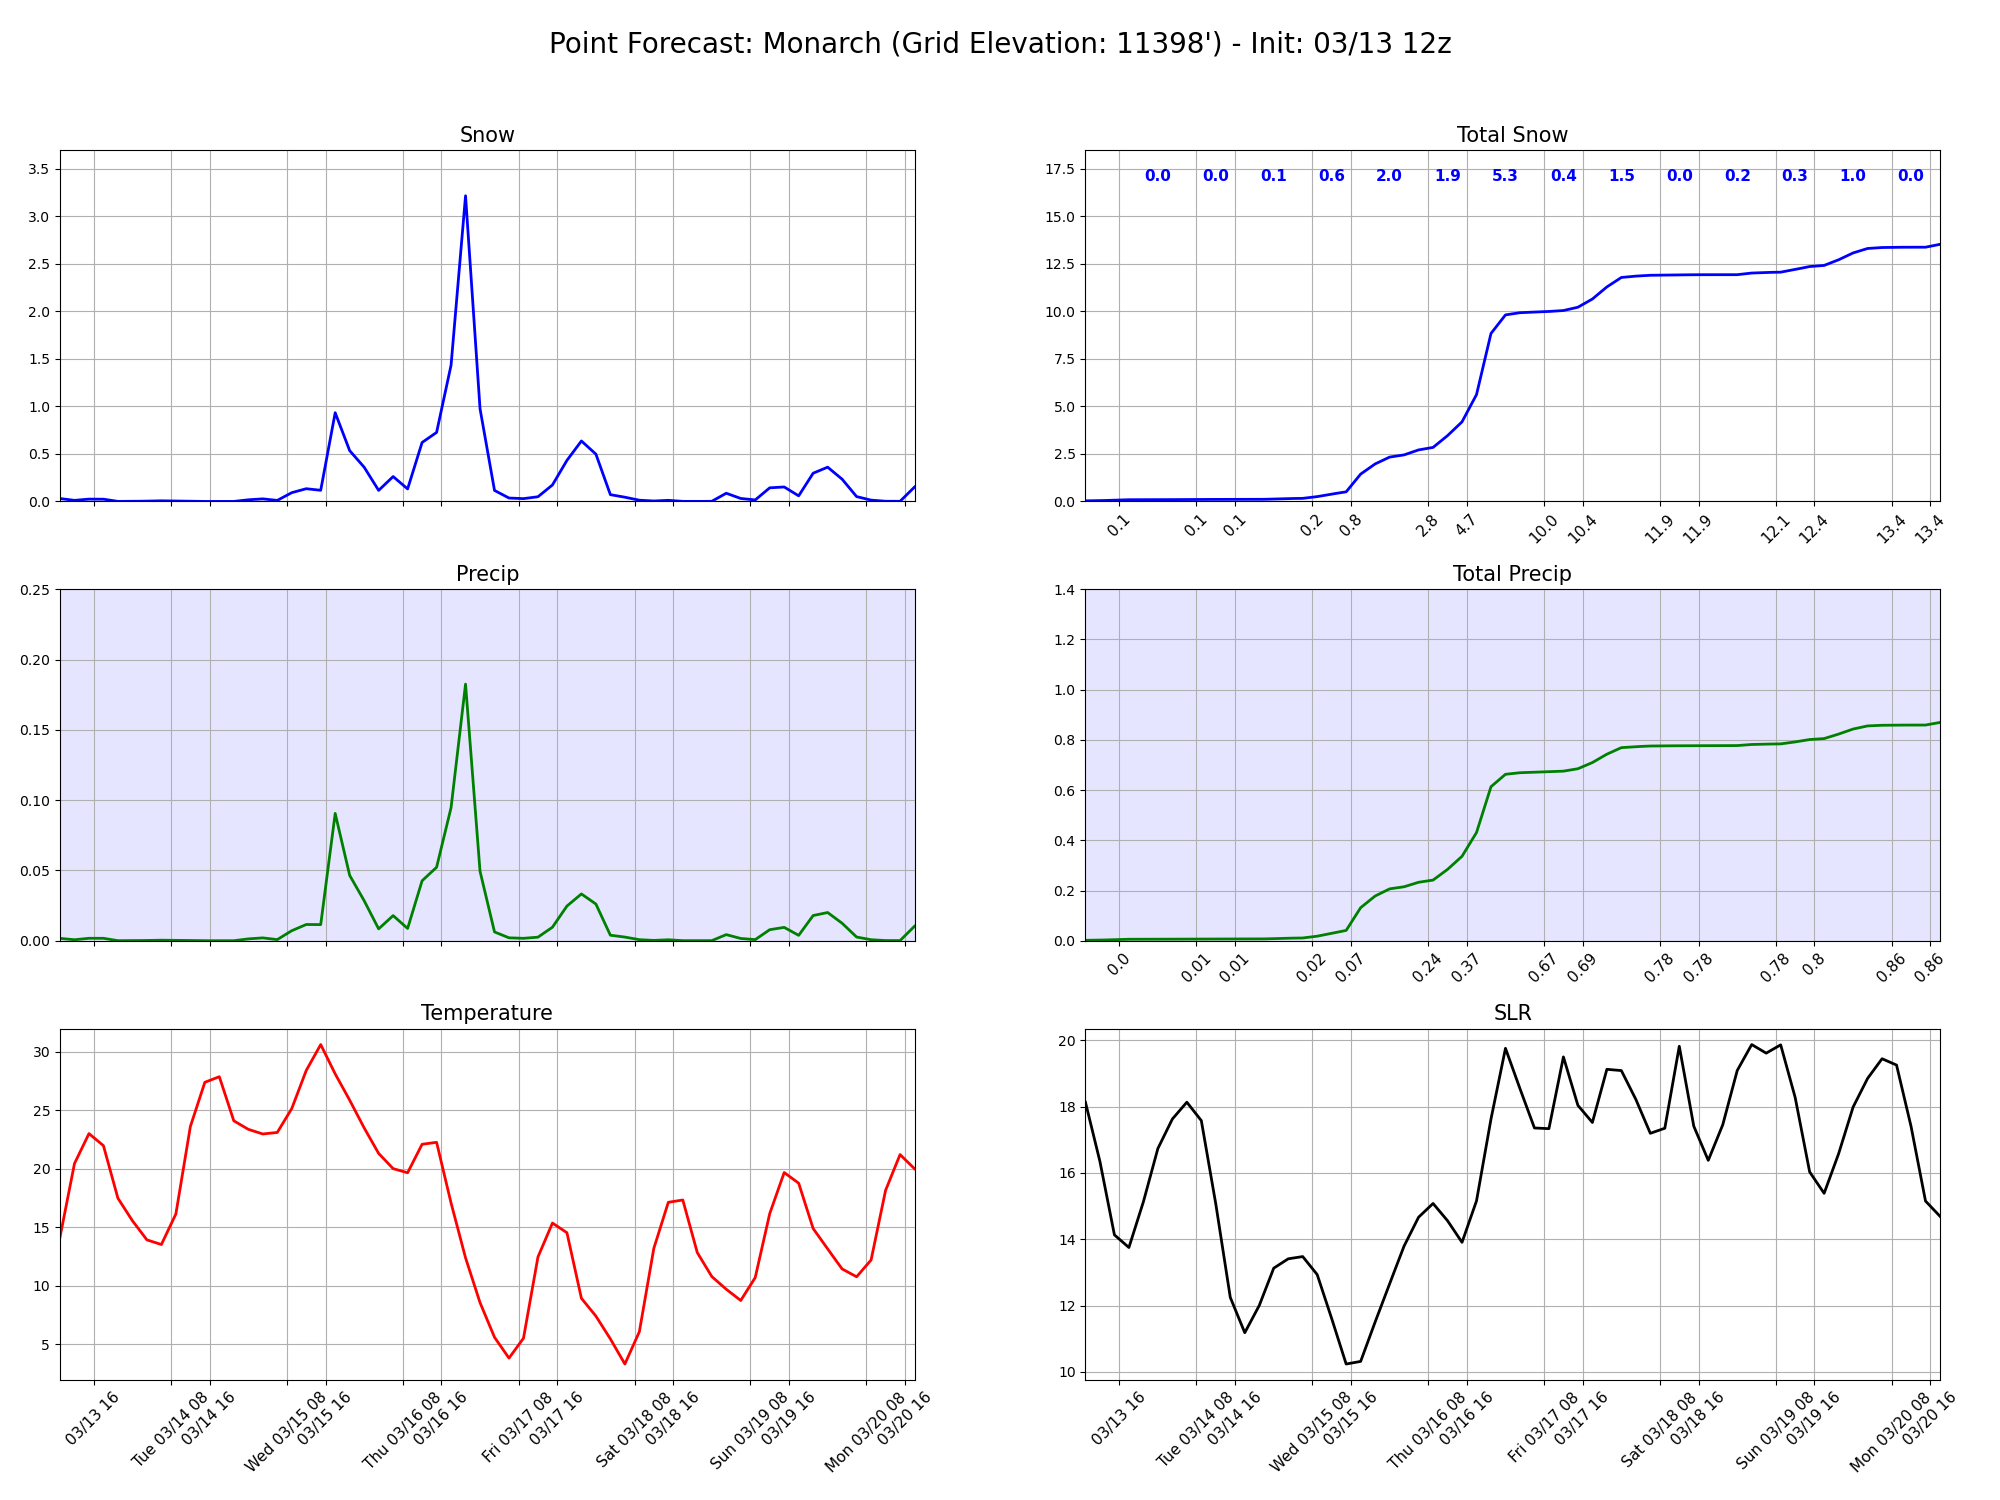 Point Forecast: Monarch (Grid Elevation: 11398') - Init: 03/13 12z
Snow
3.5
3.0
2.5
2.0
1.5
1.0
0.5
0.0
Total Snow
17.5
15.0
12.5
10.0
7.5
5.0
2.5
0.0
0.0 0.0 0.1 0.6 2.0 1.9 5.3 0.4 1.5 0.0 0.2 0.3 1.0 0.0
0.1 0.1 0.1 0.2 0.8 2.8 4.7 10.0 10.4 11.9 11.9 12.1 12.4 13.4 13.4
Precip
0.25
0.20
0.15
0.10
0.05
0.00
Total Precip
1.4
1.2
1.0
0.8
0.6
0.4
0.2
0.0
0.0 0.01 0.01 0.02 0.07 0.24 0.37 0.67 0.69 0.78 0.78 0.78 0.8 0.86 0.86
Temperature
30
25
20
15
10
5
03/13 16
Tue 03/14 08
03/14 16
Wed 03/15 08
03/15 16
Thu 03/16 08
03/16 16
Fri 03/17 08
03/17 16
Sat 03/18 08
03/18 16
Sun 03/19 08
03/19 16
Mon 03/20 08
03/20 16
SLR
20
18
16
14
12
10
03/13 16
Tue 03/14 08
03/14 16
Wed 03/15 08
03/15 16
Thu 03/16 08
03/16 16
Fri 03/17 08
03/17 16
Sat 03/18 08
03/18 16
Sun 03/19 08
03/19 16
Mon 03/20 08
03/20 16